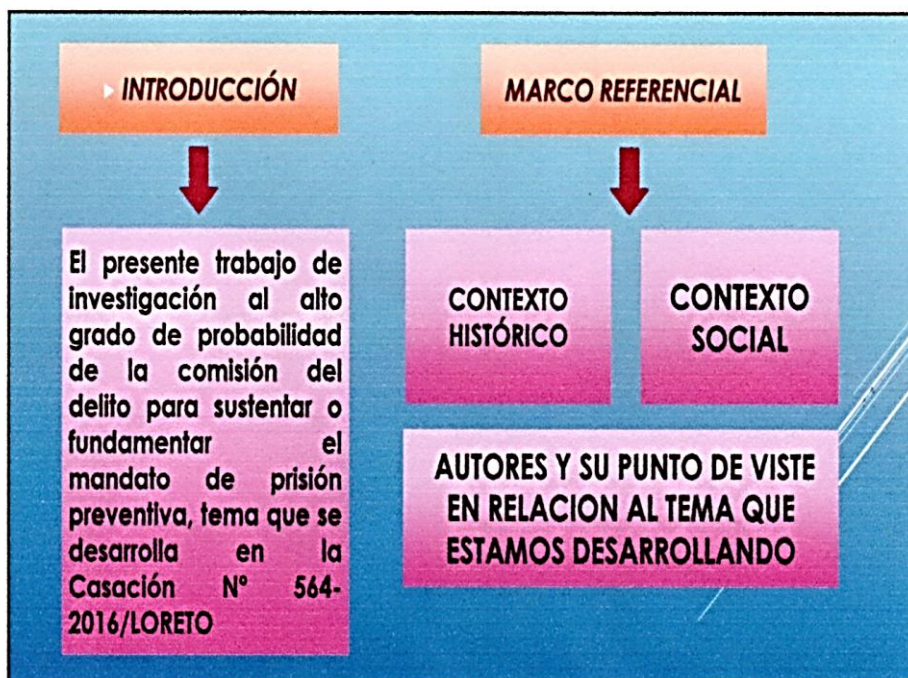 INTRODUCCIÓN
El presente trabajo de
investigación al alto
grado de probabilidad
de la comisión del
delito para sustentar o
fundamentar el
mandato de prisión
preventiva, tema que se
desarrolla en la
Casación Nº 564-
2016/LORETO
MARCO REFERENCIAL
CONTEXTO
HISTÓRICO
CONTEXTO
SOCIAL
AUTORES Y SU PUNTO DE VISTE
EN RELACION AL TEMA QUE
ESTAMOS DESARROLLANDO